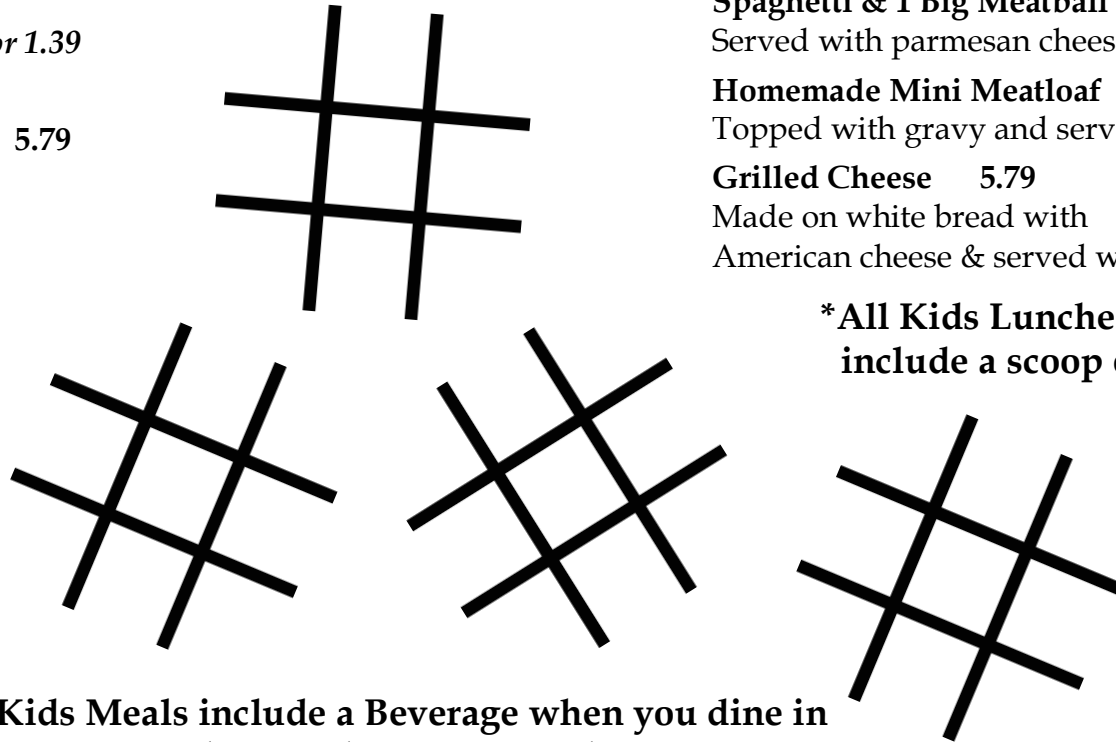 or 1.39
5.79
Spaghetti & 1 Big Meatball
Served with parmesan chees
Homemade Mini Meatloaf
Topped with gravy and serv
Grilled Cheese 5.79
Made on white bread with
American cheese & served w
*All Kids Lunche
include a scoop
Kids Meals include a Beverage when you dine in